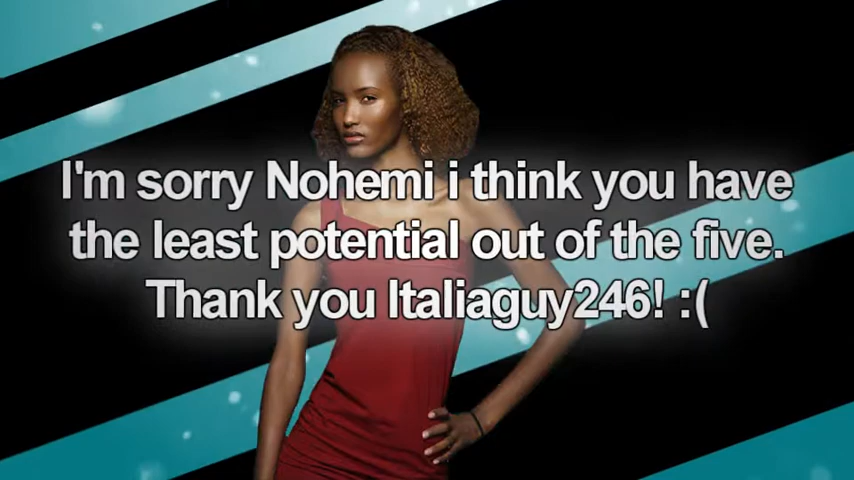 I'm sorry Nohemi i think you have
the least potential out of the five.
Thank you Italiaguy246! :(